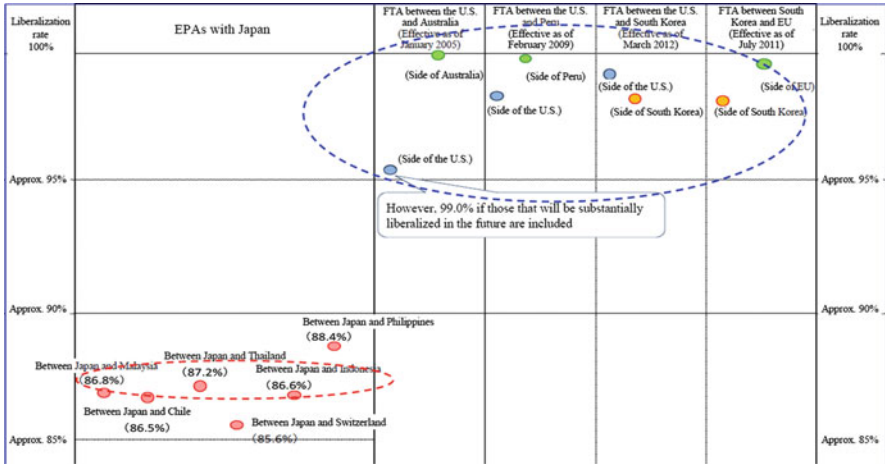 Liberalization
rate
100%
EPAs with Japan
FTA between the U.S.
and Australia
(Effective as of
January 2005)
FTA between the U.S.
and Peru
(Effective as of
February 2009)
FTA between the U.S.
and South Korea
(Effective as of
March 2012)
FTA between South
Korea and EU
(Effective as of
July 2011)
Liberalization
rate
100%
(Side of Australia)
(Side of Peru)
(Side of the U.S.)
(Side of EU)
(Side of the U.S.)
(Side of South Korea)
(Side of South Korea)
(Side of the U.S.)
Approx. 95%
Approx. 95%
However, 99.0% if those that will be substantially
liberalized in the future are included
Approx. 90%
Approx. 90%
Between Japan and Philippines
(88.4%)
Between Japan and Malaysia
(86.8%)
Between Japan and Thailand
(87.2%)
Between Japan and Indonesia
(86.6%)
Between Japan and Chile
(86.5%)
Between Japan and Switzerland
(85.6%)
Approx. 85%
Approx. 85%